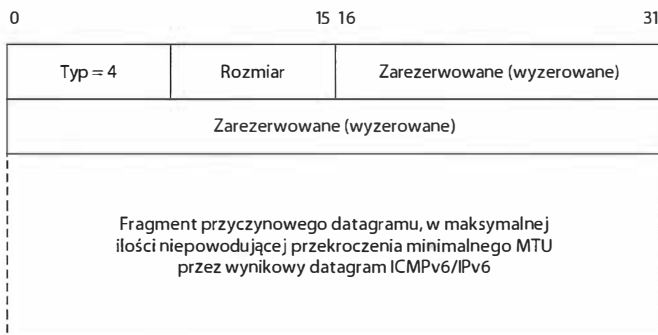 0 15 16 31
Typ = 4 Rozmiar Zarezerwowane (wyzerowane)
Zarezerwowane (wyzerowane)
Fragment przyczynowego datagramu, w maksymalnej
ilości niepowodującej przekroczenia minimalnego MTU
przez wynikowy datagram ICMPv6/IPv6